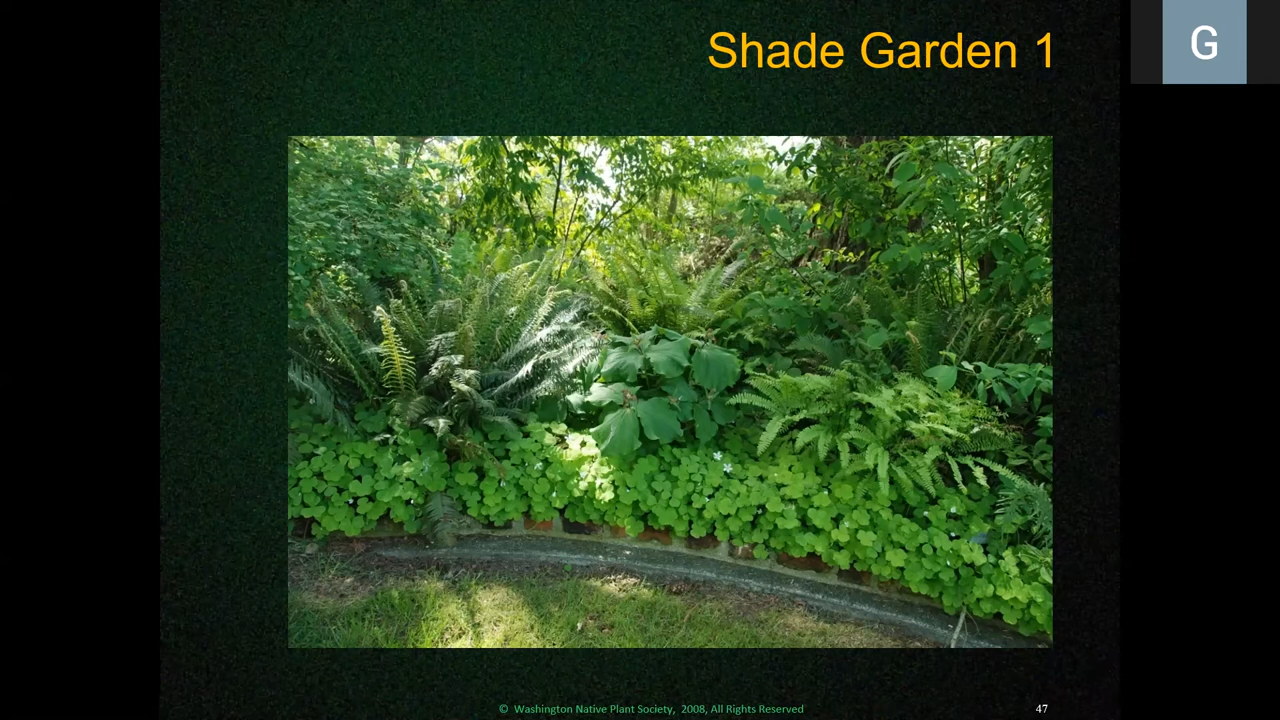 Shade Garden 1
G
© Washington Native Plant Society, 2008, All Rights Reserved
47